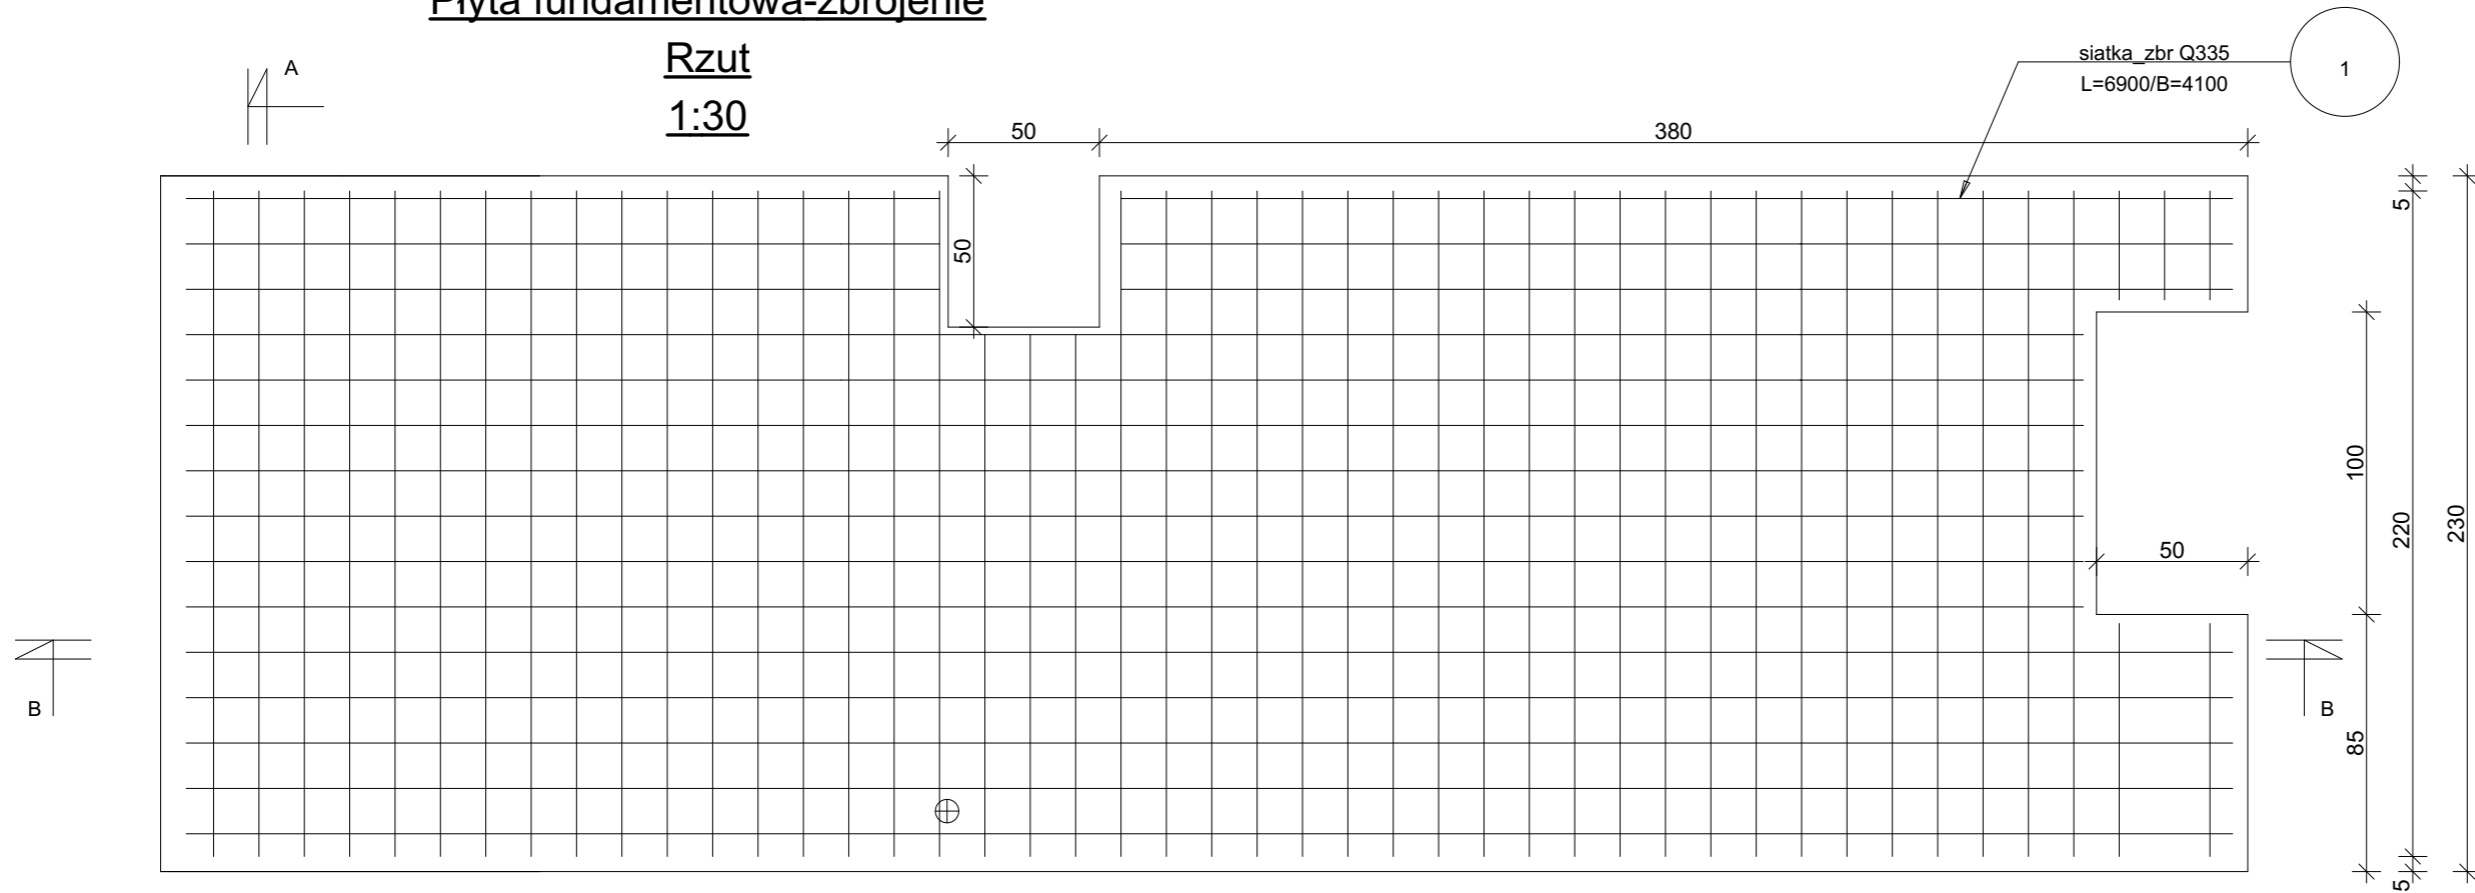 Płyta fundamentowa-zbrojenie
Rzut
1:30
A
siatka_zbr Q335
L=6900/B=4100
1
50
380
5
50
100
220
230
50
B
B
85
5